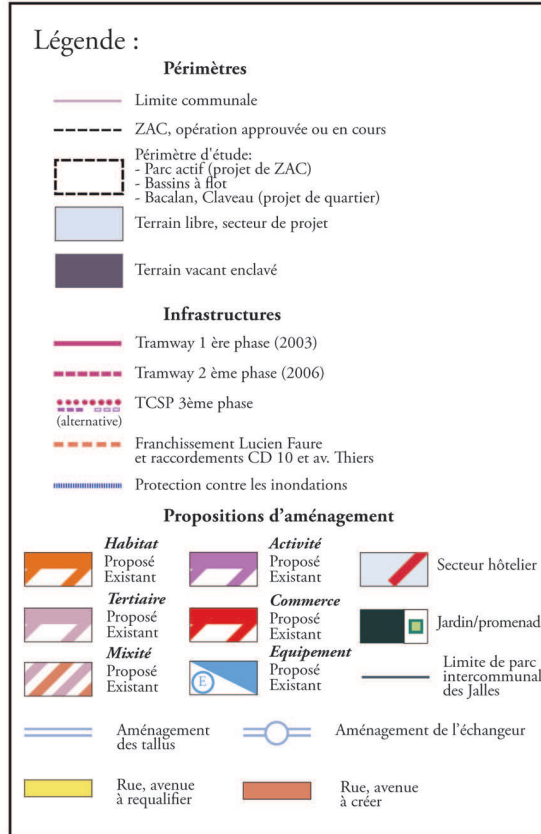 Légende :
Périmètres
Limite communale
ZAC, opération approuvée ou en cours
Périmètre d'étude:
- Parc actif (projet de ZAC)
- Bassins à flot
- Bacalan, Claveau (projet de quartier)
Terrain libre, secteur de projet
Terrain vacant enclavé
Infrastructures
Tramway 1 ère phase (2003)
Tramway 2 ème phase (2006)
TCSP 3ème phase
(alternative)
Franchissement Lucien Faure
et raccordements CD 10 et av. Thiers
Protection contre les inondations
Propositions d'aménagement
Habitat
Proposé
Existant
Activité
Proposé
Existant
Secteur hôtelier
Tertiaire
Proposé
Existant
Commerce
Proposé
Existant
Jardin/promenad
Mixité
Proposé
Existant
Equipement
E
Proposé
Existant
Limite de parc
intercommunal
des Jalles
Aménagement
des tallus
Aménagement de l'échangeur
Rue, avenue
à requalifier
Rue, avenue
à créer